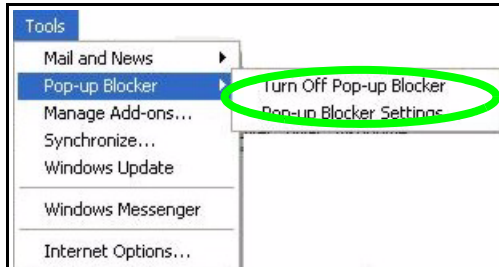 Tools
Mail and News
Pop-up Blocker
Turn Off Pop-up Blocker
Pop-up Blocker Settings
Manage Add-ons...
Synchronize...
Windows Update
Windows Messenger
Internet Options...